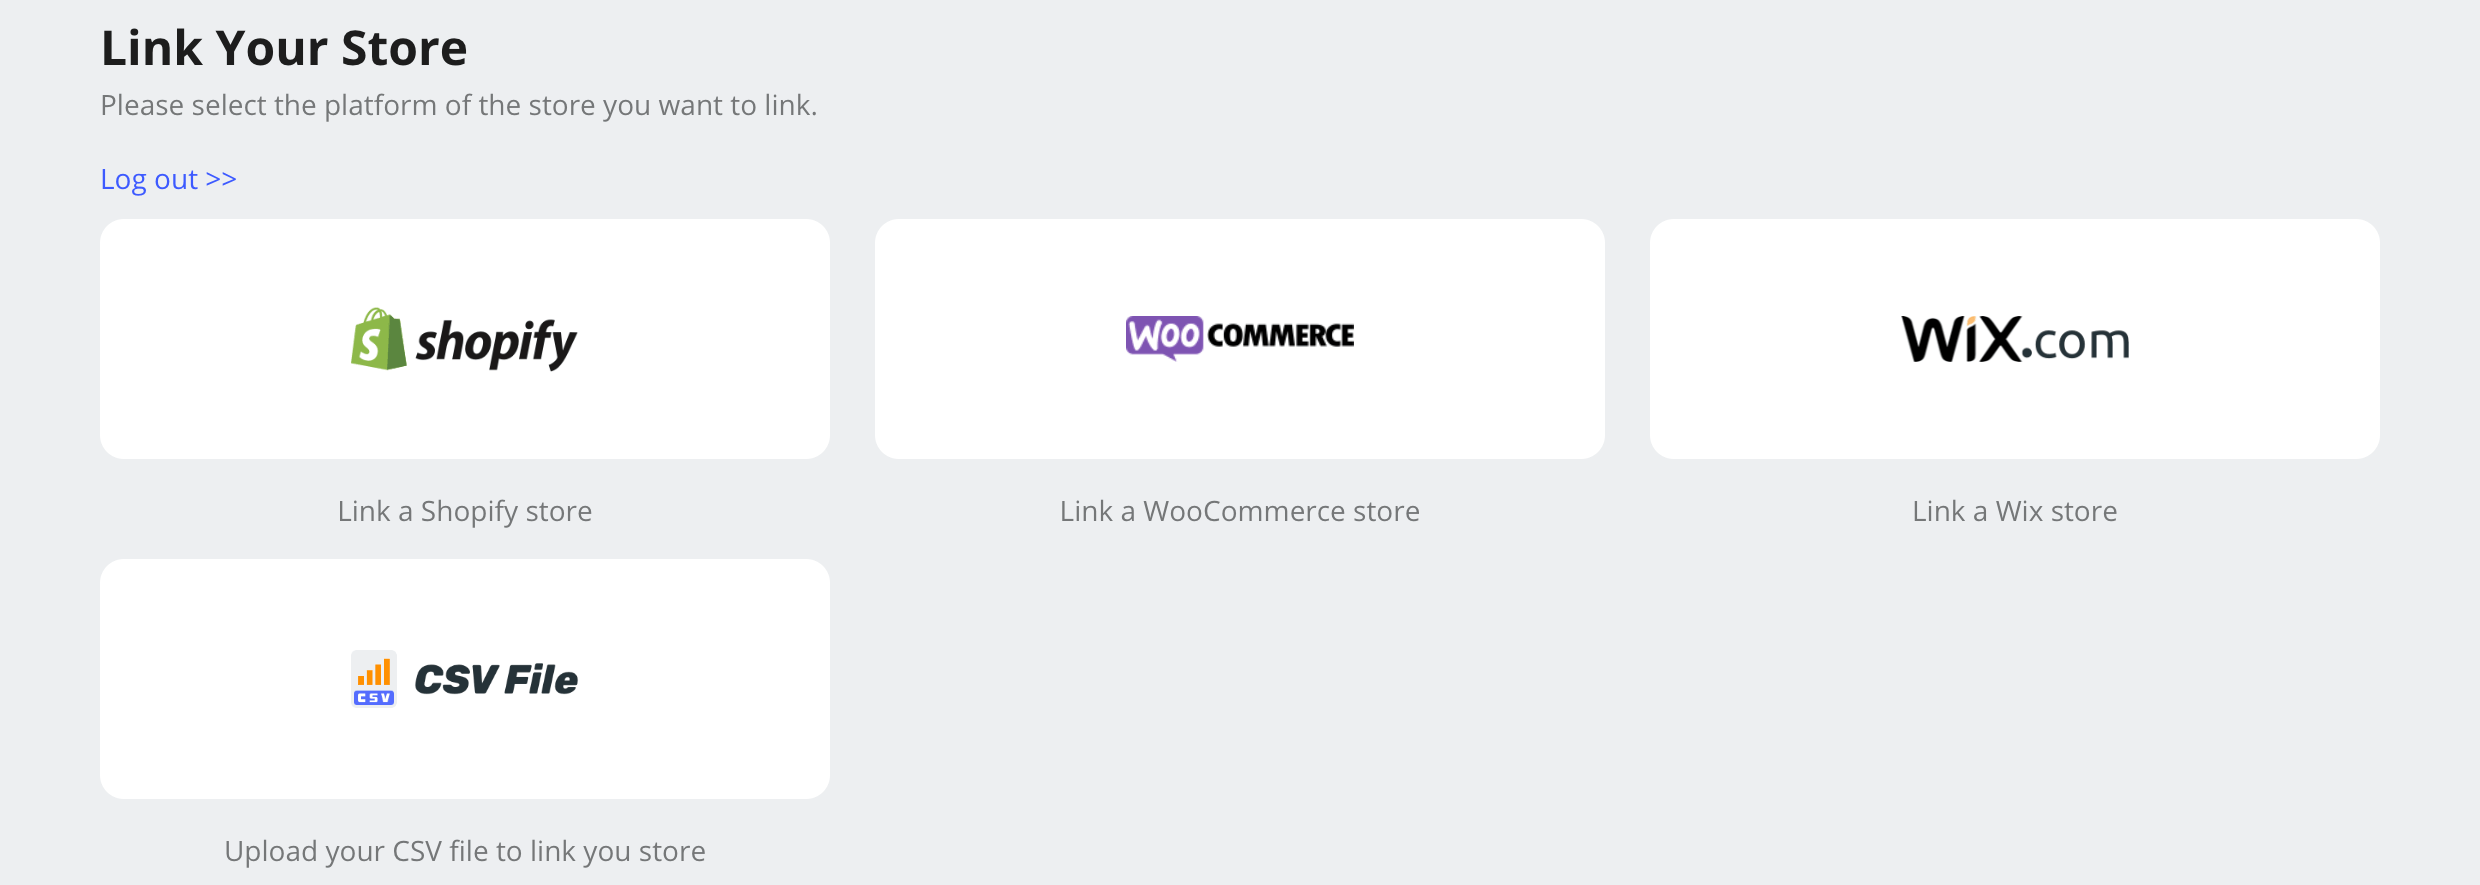 Link Your Store
Please select the platform of the store you want to link.
Log out >>
S shopify
WOO COMMERCE
WiX.com
Link a Shopify store
Link a WooCommerce store
Link a Wix store
CSV CSV File
Upload your CSV file to link you store